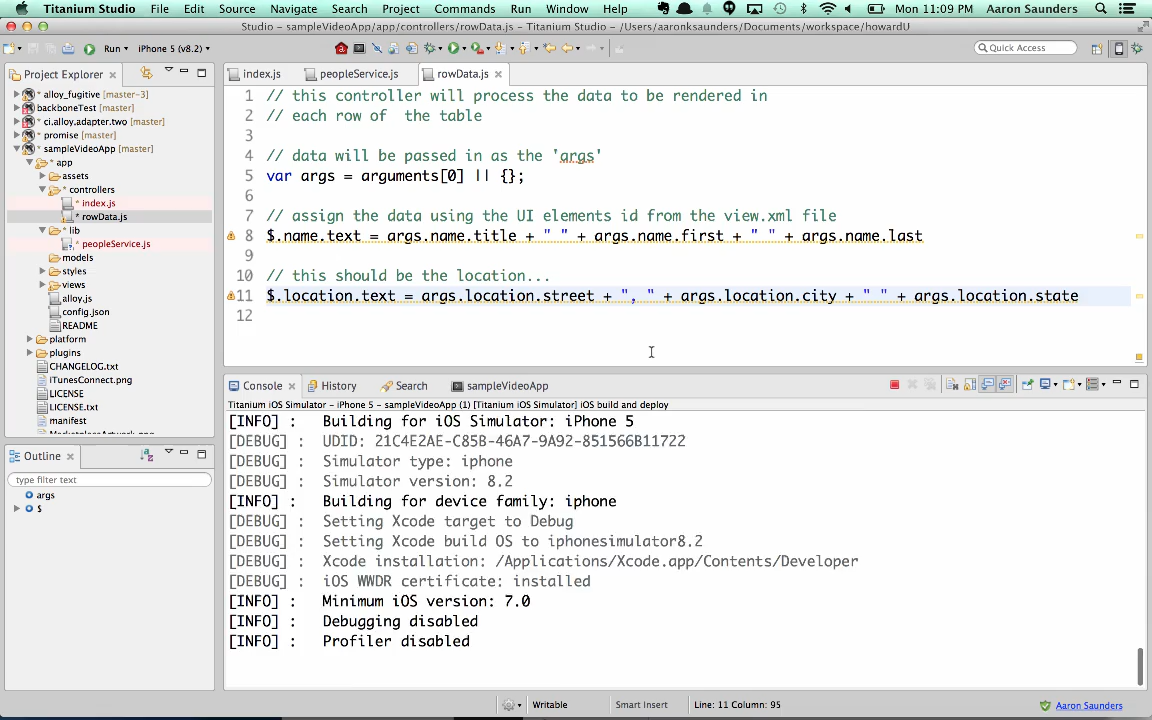 Titanium Studio File Edit Source Navigate Search Project Commands Run Window Help Mon 11:09 PM Aaron Saunders
Studio - sampleVideoApp/app/controllers/rowData.js - Titanium Studio - /Users/aaronksaunders/Documents/workspace/howardU
Run iPhone 5 (v8.2) Quick Access
Project Explorer
* alloy_fugitive [master-3]
backboneTest [master]
* ci.alloy.adapter.two [master]
* promise [master]
* sampleVideoApp [master]
* app
assets
* controllers
* index.js
* rowData.js
* lib
* peopleService.js
models
styles
views
alloy.js
config.json
README
platform
plugins
CHANGELOG.txt
iTunesConnect.png
LICENSE
LICENSE.txt
manifest
Outline
type filter text
args
$
index.js peopleService.js rowData.js
1 // this controller will process the data to be rendered in
2 // each row of  the table
3
4 // data will be passed in as the 'args'
5 var args = arguments[0] || {};
6
7 // assign the data using the UI elements id from the view.xml file
8 $.name.text = args.name.title + " " + args.name.first + " " + args.name.last
9
10 // this should be the location...
11 $.location.text = args.location.street + ", " + args.location.city + " " + args.location.state
12
Console History Search sampleVideoApp
Titanium iOS Simulator - iPhone 5 - sampleVideoApp (1) [Titanium iOS Simulator] iOS build and deploy
[INFO] :   Building for iOS Simulator: iPhone 5
[DEBUG] :   UDID: 21C4E2AE-C85B-46A7-9A92-851566B11722
[DEBUG] :   Simulator type: iphone
[DEBUG] :   Simulator version: 8.2
[INFO] :   Building for device family: iphone
[DEBUG] :   Setting Xcode target to Debug
[DEBUG] :   Setting Xcode build OS to iphonesimulator8.2
[DEBUG] :   Xcode installation: /Applications/Xcode.app/Contents/Developer
[DEBUG] :   iOS WWDR certificate: installed
[INFO] :   Minimum iOS version: 7.0
[INFO] :   Debugging disabled
[INFO] :   Profiler disabled
Writable Smart Insert Line: 11 Column: 95 Aaron Saunders